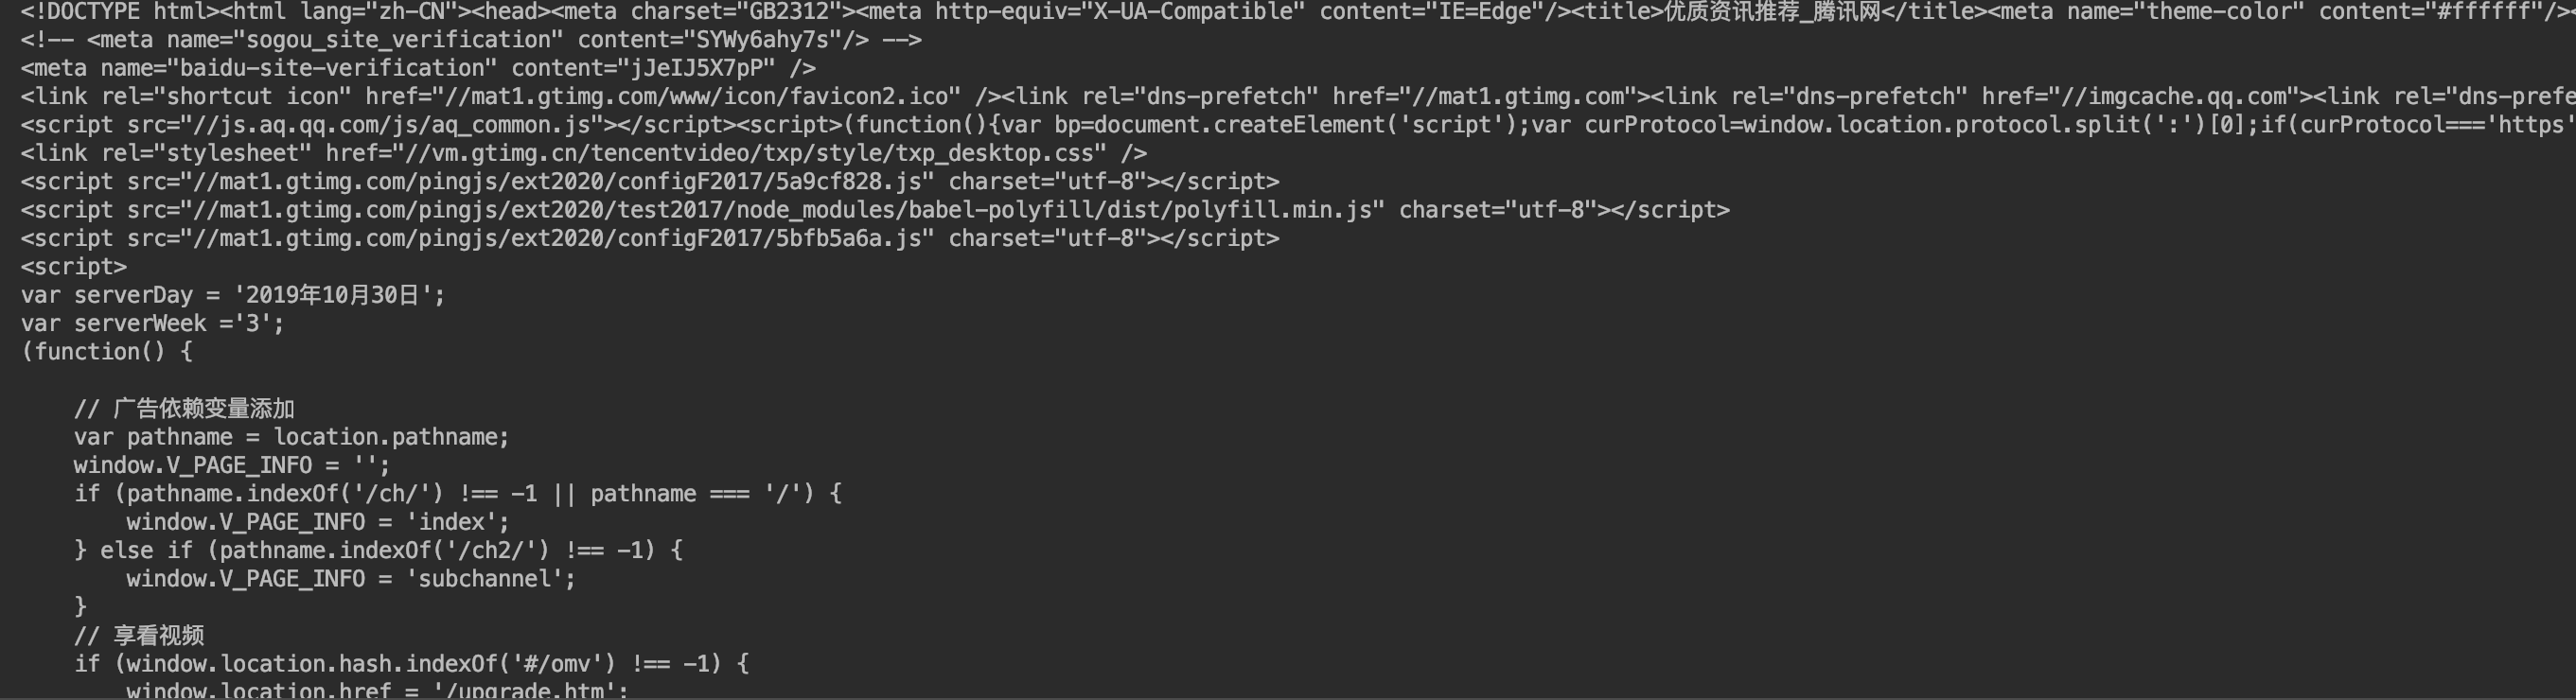 <!DOCTYPE html><html lang="zh-CN"><head><meta charset="GB2312"><meta http-equiv="X-UA-Compatible" content="IE=Edge"/><title>优质资讯推荐_腾讯网</title><meta name="theme-color" content="#ffffff"/><
<!-- <meta name="sogou_site_verification" content="SYWy6ahy7s"/> -->
<meta name="baidu-site-verification" content="jJeIJ5X7pP" />
<link rel="shortcut icon" href="//mat1.gtimg.com/www/icon/favicon2.ico" /><link rel="dns-prefetch" href="//mat1.gtimg.com"><link rel="dns-prefetch" href="//imgcache.qq.com"><link rel="dns-prefe
<script src="//js.aq.qq.com/js/aq_common.js"></script><script>(function(){var bp=document.createElement('script');var curProtocol=window.location.protocol.split(':')[0];if(curProtocol==='https'
<link rel="stylesheet" href="//vm.gtimg.cn/tencentvideo/txp/style/txp_desktop.css" />
<script src="//mat1.gtimg.com/pingjs/ext2020/configF2017/5a9cf828.js" charset="utf-8"></script>
<script src="//mat1.gtimg.com/pingjs/ext2020/test2017/node_modules/babel-polyfill/dist/polyfill.min.js" charset="utf-8"></script>
<script src="//mat1.gtimg.com/pingjs/ext2020/configF2017/5bfb5a6a.js" charset="utf-8"></script>
<script>
var serverDay = '2019年10月30日';
var serverWeek ='3';
(function() {
    // 广告依赖变量添加
    var pathname = location.pathname;
    window.V_PAGE_INFO = '';
    if (pathname.indexOf('/ch/') !== -1 || pathname === '/') {
        window.V_PAGE_INFO = 'index';
    } else if (pathname.indexOf('/ch2/') !== -1) {
        window.V_PAGE_INFO = 'subchannel';
    }
    // 享看视频
    if (window.location.hash.indexOf('#/omv') !== -1) {
        window.location.href = '/upgrade.htm';